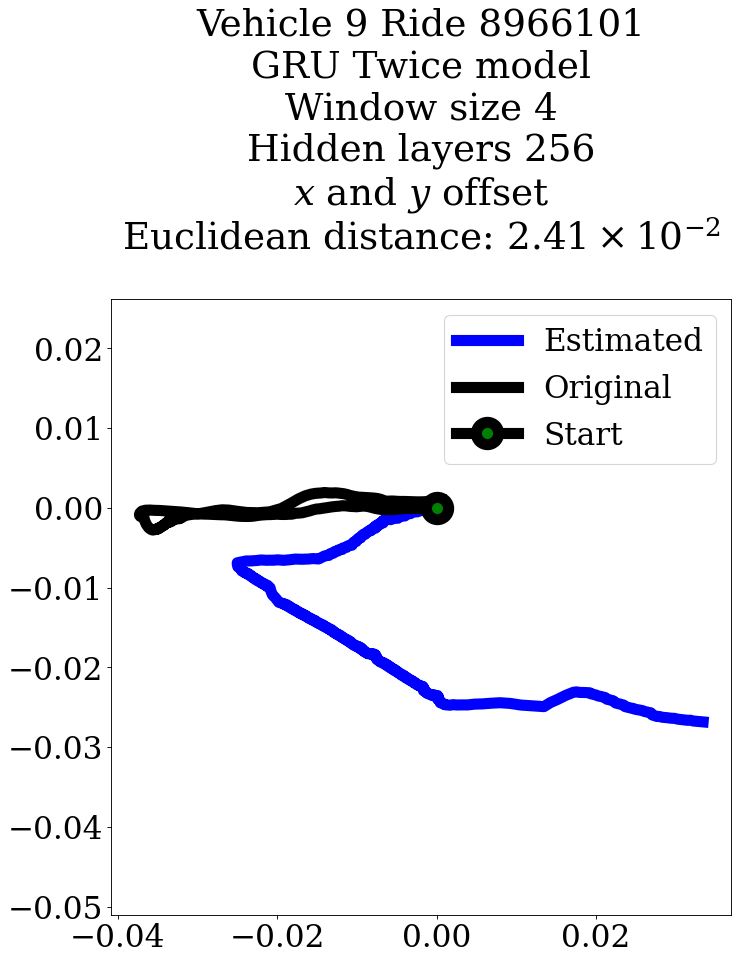 Vehicle 9 Ride 8966101
GRU Twice model
Window size 4
Hidden layers 256
x and y offset
Euclidean distance: 2.41 × 10⁻²
Estimated
Original
Start
0.02
0.01
0.00
−0.01
−0.02
−0.03
−0.04
−0.05
−0.04 −0.02 0.00 0.02